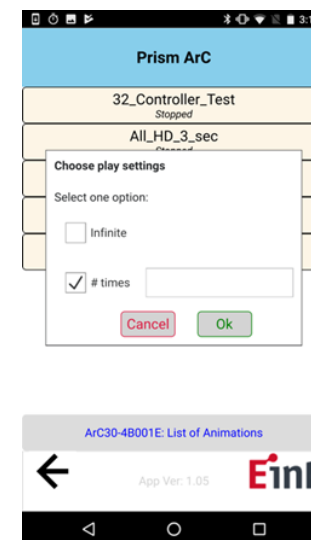 3:1
Prism ArC
32_Controller_Test
Stopped
All_HD_3_sec
Stopped
Choose play settings
Select one option:
Infinite
# times
Cancel
Ok
ArC30-4B001E: List of Animations
App Ver: 1.05
EinI